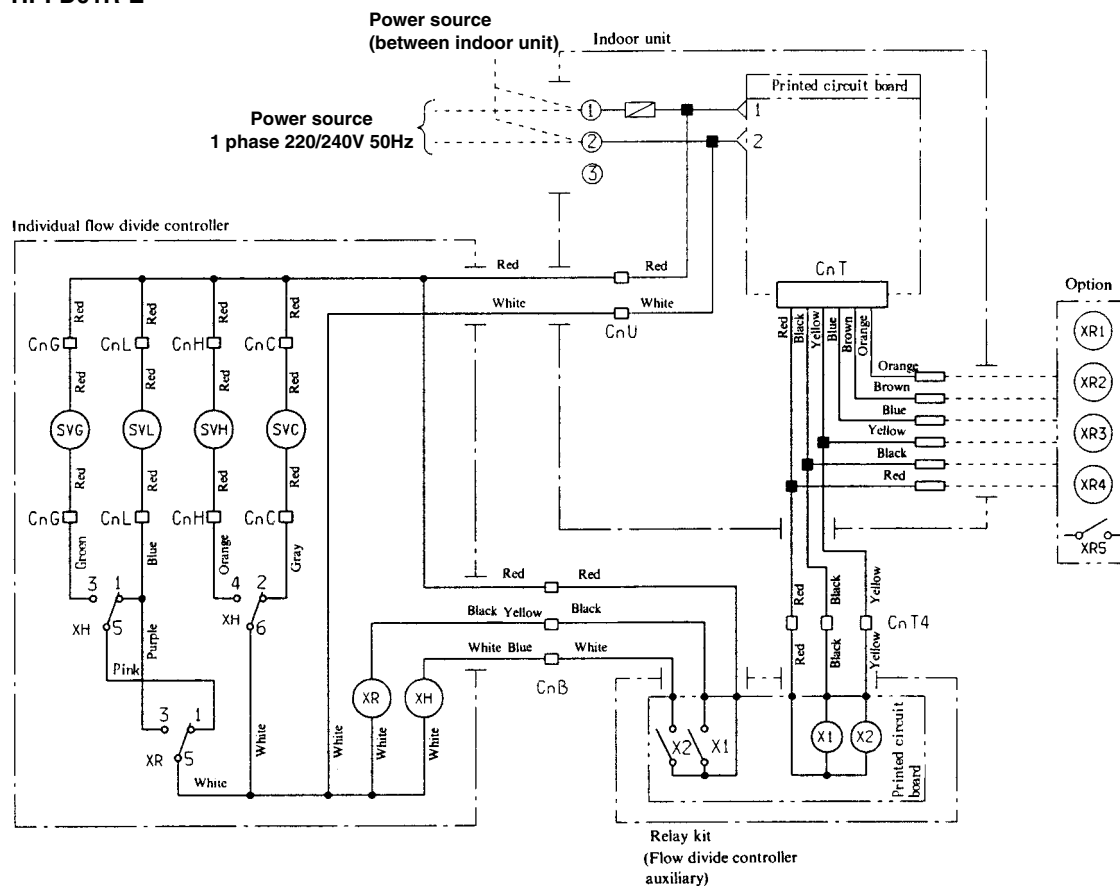 Power source
(between indoor unit)
Indoor unit
Printed circuit board
Power source
1 phase 220/240V 50Hz
1
1
2
2
3
Individual flow divide controller
Red
Red
White
White
CnU
CnT
Option
Red
Black
Yellow
Blue
Brown
Orange
XR1
XR2
XR3
XR4
XR5
Orange
Brown
Blue
Yellow
Black
Red
Red
Red
Red
Red
CnG
CnL
CnH
CnC
Red
Red
Red
Red
SVG
SVL
SVH
SVC
Red
Red
Red
Red
CnG
CnL
CnH
CnC
Green
Blue
Orange
Gray
3
1
4
2
XH
5
XH
6
Purple
Pink
3
1
XR
5
White
White
White
XR
XH
White
White
Red
Red
Black Yellow
Black
White Blue
White
CnB
Red
Black
Yellow
CnT4
Red
Black
Yellow
X2
X1
X1
X2
Printed circuit
board
Relay kit
(Flow divide controller
auxiliary)